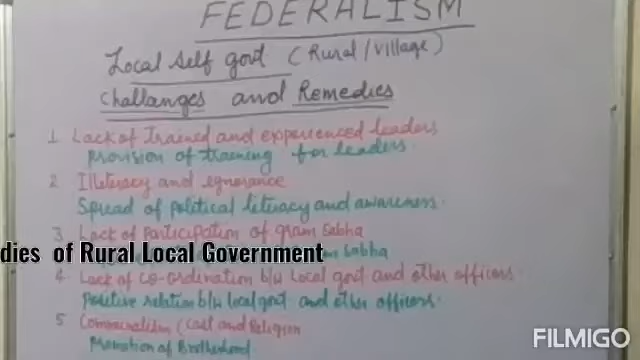 FEDERALISM
Local Self govt (Rural/Village)
Challanges and Remedies
1. Lack of Trained and experienced leaders
provision of training for leaders.
2 Illiteracy and ignorance
Spread of political literacy and awareness.
3 Lack of Participation of gram Sabha
Sabha
dies of Rural Local Government
4. Lack of co-ordination b/w Local govt and other officers.
Positive relation b/w local govt and other officers.
5 Communalism (Cast and Religion
Promotion of Brotherhood
FILMIGO